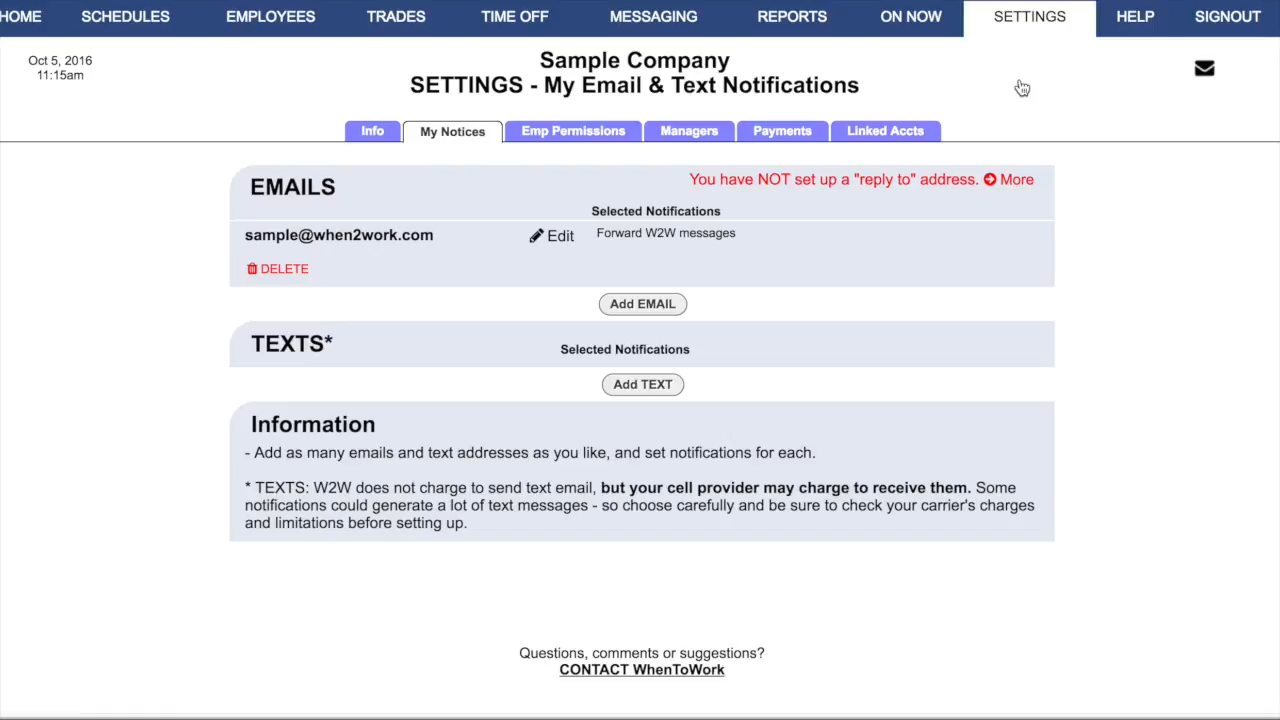 HOME SCHEDULES EMPLOYEES TRADES TIME OFF MESSAGING REPORTS ON NOW SETTINGS HELP SIGNOUT
Oct 5, 2016
11:15am
Sample Company
SETTINGS - My Email & Text Notifications
Info My Notices Emp Permissions Managers Payments Linked Accts
EMAILS
You have NOT set up a "reply to" address. More
Selected Notifications
sample@when2work.com Edit Forward W2W messages
DELETE
Add EMAIL
TEXTS*
Selected Notifications
Add TEXT
Information
- Add as many emails and text addresses as you like, and set notifications for each.
* TEXTS: W2W does not charge to send text email, but your cell provider may charge to receive them. Some
notifications could generate a lot of text messages - so choose carefully and be sure to check your carrier's charges
and limitations before setting up.
Questions, comments or suggestions?
CONTACT WhenToWork